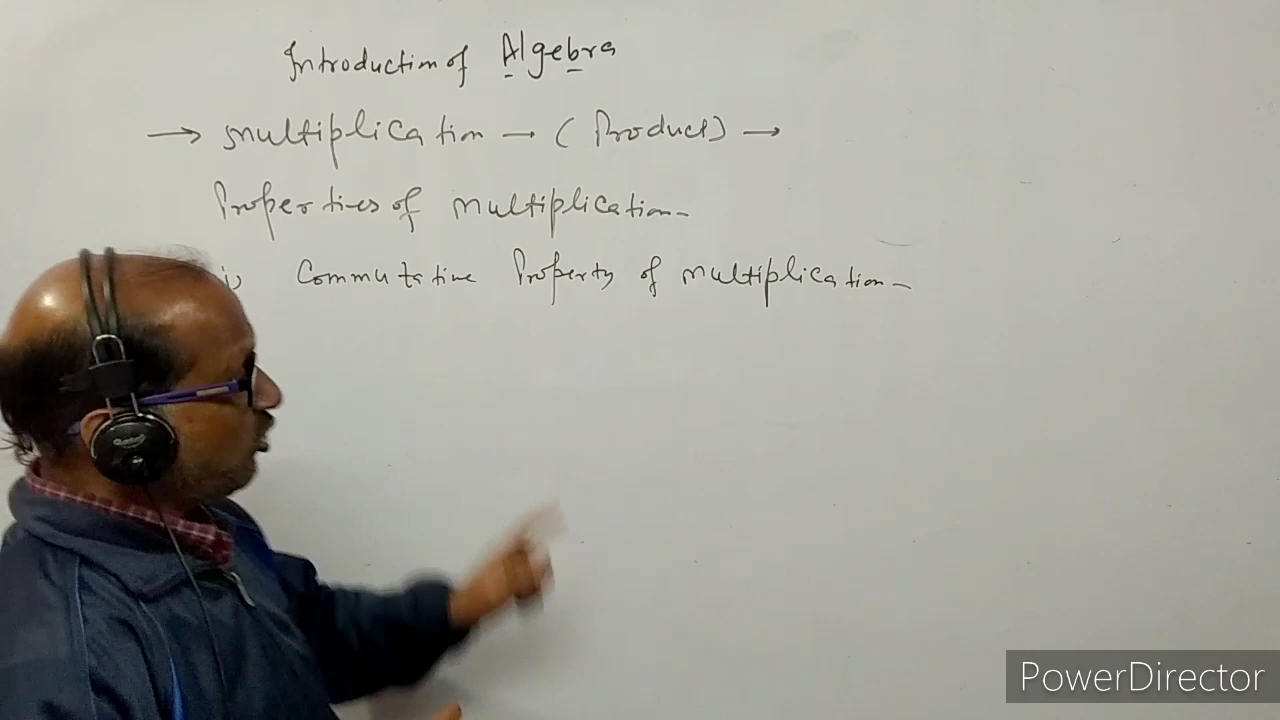 Introduction of Algebra
→ multiplication → (Product) →
Properties of multiplication-
i) Commutative Property of multiplication-
PowerDirector